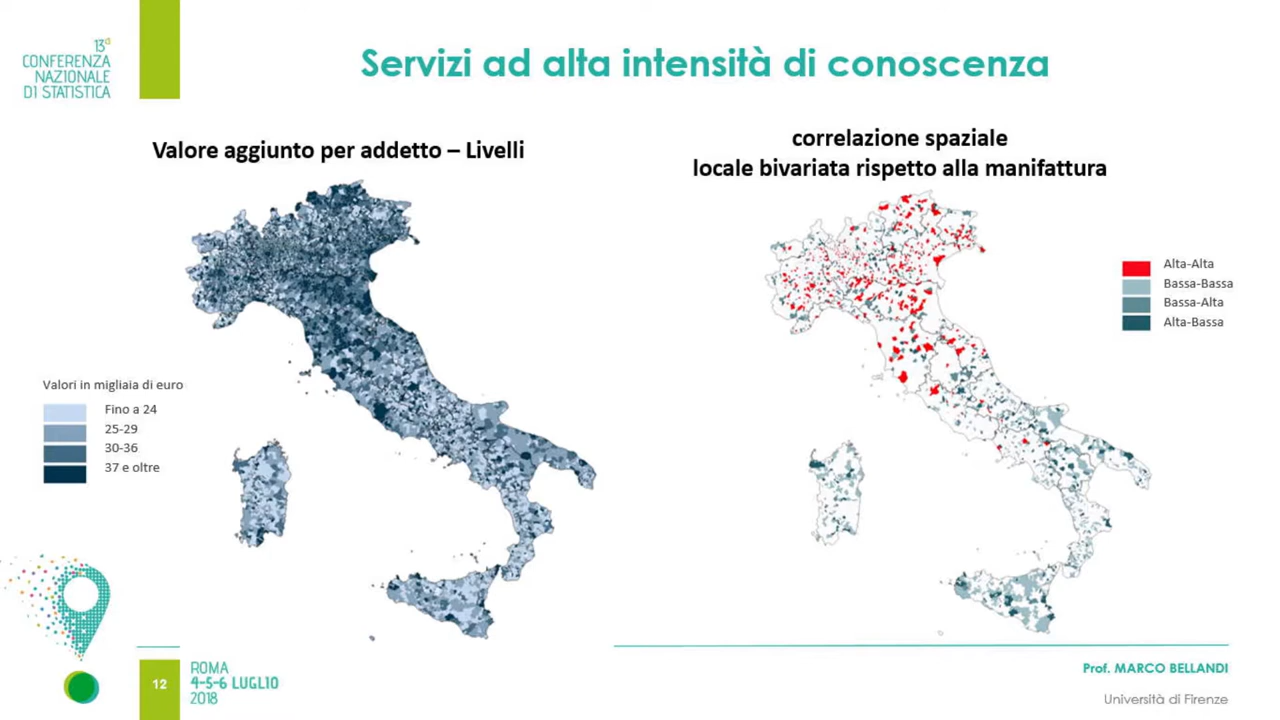 13a
CONFERENZA
NAZIONALE
DI STATISTICA
Servizi ad alta intensità di conoscenza
Valore aggiunto per addetto – Livelli
correlazione spaziale
locale bivariata rispetto alla manifattura
Valori in migliaia di euro
Fino a 24
25-29
30-36
37 e oltre
Alta-Alta
Bassa-Bassa
Bassa-Alta
Alta-Bassa
12
ROMA
4-5-6 LUGLIO
2018
Prof. MARCO BELLANDI
Università di Firenze